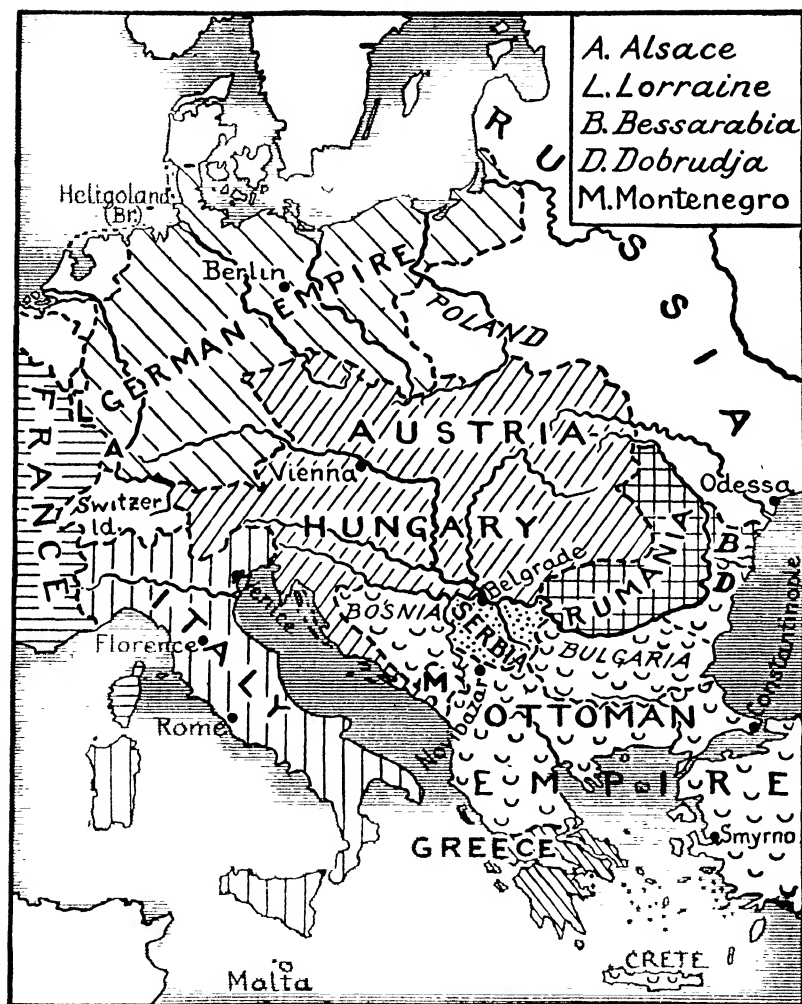 A. Alsace
L. Lorraine
B. Bessarabia
D. Dobrudja
M. Montenegro
RUSSIA
Heligoland
(Br.)
Berlin
GERMAN EMPIRE
POLAND
FRANCE
L
A
AUSTRIA-
Vienna
Switzer
ld.
HUNGARY
Odessa
B
D
RUMANIA
Belgrade
Venice
ITALY
BOSNIA
SERBIA
BULGARIA
Florence
M
Novibazar
Constantinople
Rome
OTTOMAN
EMPIRE
Smyrna
GREECE
CRETE
Malta